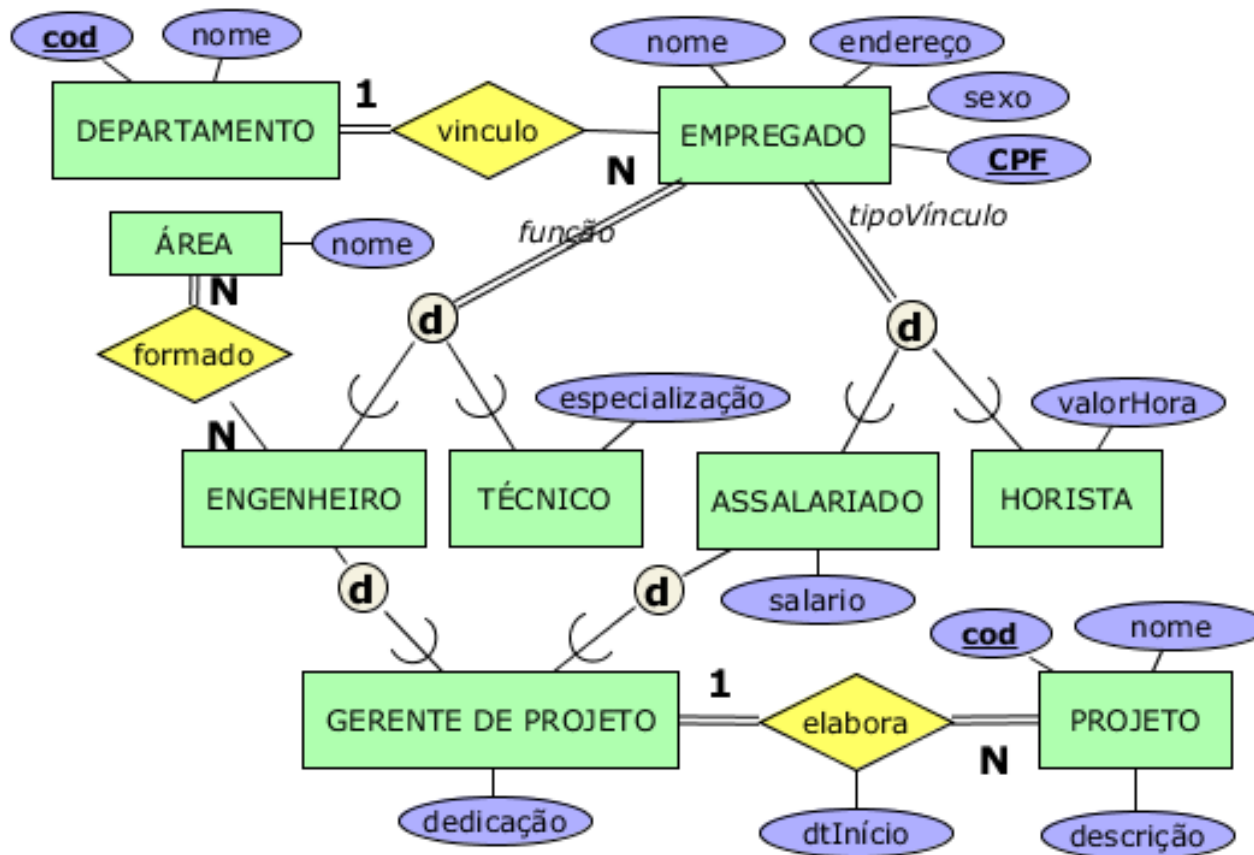 cod
nome
nome
endereço
sexo
CPF
DEPARTAMENTO
1
vinculo
EMPREGADO
N
função
tipoVínculo
ÁREA
nome
N
formado
N
d
d
especialização
valorHora
ENGENHEIRO
TÉCNICO
ASSALARIADO
HORISTA
d
d
salario
cod
nome
GERENTE DE PROJETO
1
elabora
N
PROJETO
dedicação
dtInício
descrição